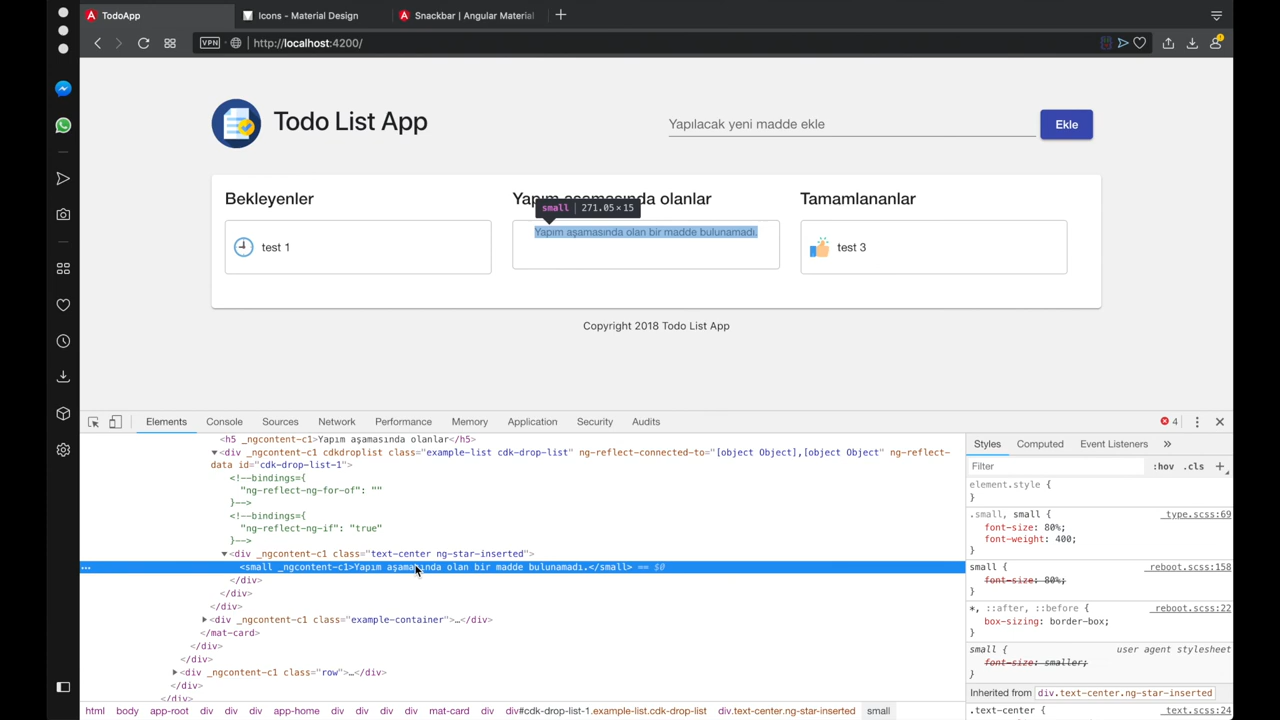 TodoApp
Icons - Material Design
Snackbar | Angular Material
VPN
http://localhost:4200/
Todo List App
Yapılacak yeni madde ekle
Ekle
Bekleyenler
Yapım aşamasında olanlar
Tamamlananlar
small | 271.05×15
Yapım aşamasında olan bir madde bulunamadı.
test 1
test 3
Copyright 2018 Todo List App
Elements
Console
Sources
Network
Performance
Memory
Application
Security
Audits
4
<h5 _ngcontent-c1>Yapım aşamasında olanlar</h5>
<div _ngcontent-c1 cdkdroplist class="example-list cdk-drop-list" ng-reflect-connected-to="[object Object],[object Object" ng-reflect-
data id="cdk-drop-list-1">
<!--bindings={
"ng-reflect-ng-for-of": ""
}-->
<!--bindings={
"ng-reflect-ng-if": "true"
}-->
<div _ngcontent-c1 class="text-center ng-star-inserted">
<small _ngcontent-c1>Yapım aşamasında olan bir madde bulunamadı.</small> == $0
</div>
</div>
</div>
<div _ngcontent-c1 class="example-container">…</div>
</mat-card>
</div>
</div>
<div _ngcontent-c1 class="row">…</div>
</div>
</div>
html body app-root div div div app-home div div div mat-card div div#cdk-drop-list-1.example-list.cdk-drop-list div.text-center.ng-star-inserted small
Styles
Computed
Event Listeners
Filter
:hov .cls +
element.style {
}
.small, small { _type.scss:69
font-size: 80%;
font-weight: 400;
}
small { _reboot.scss:158
font-size: 80%;
}
*, ::after, ::before { _reboot.scss:22
box-sizing: border-box;
}
small { user agent stylesheet
font-size: smaller;
}
Inherited from div.text-center.ng-star-inserted
.text-center { _text.scss:24